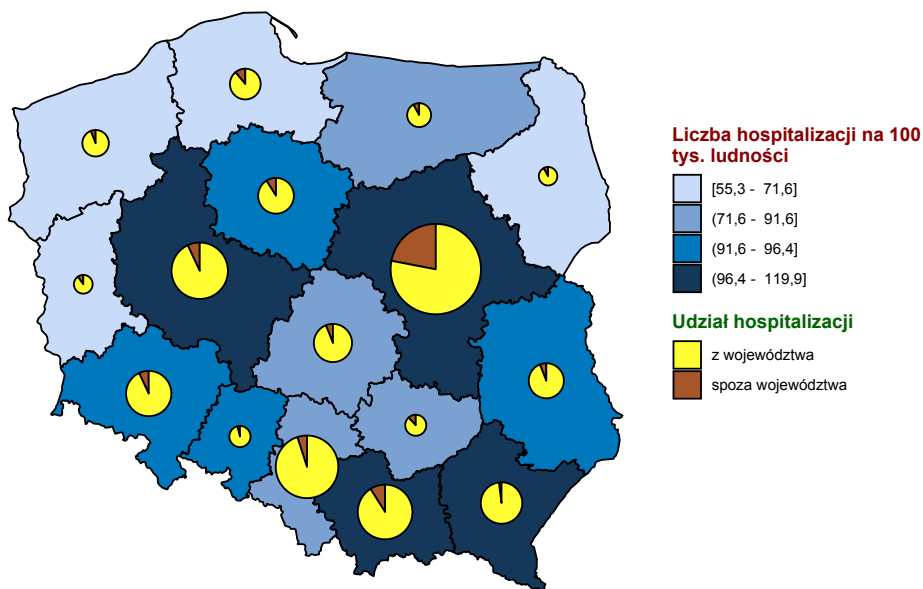 Liczba hospitalizacji na 100
tys. ludności
[55,3 - 71,6]
(71,6 - 91,6]
(91,6 - 96,4]
(96,4 - 119,9]
Udział hospitalizacji
z województwa
spoza województwa